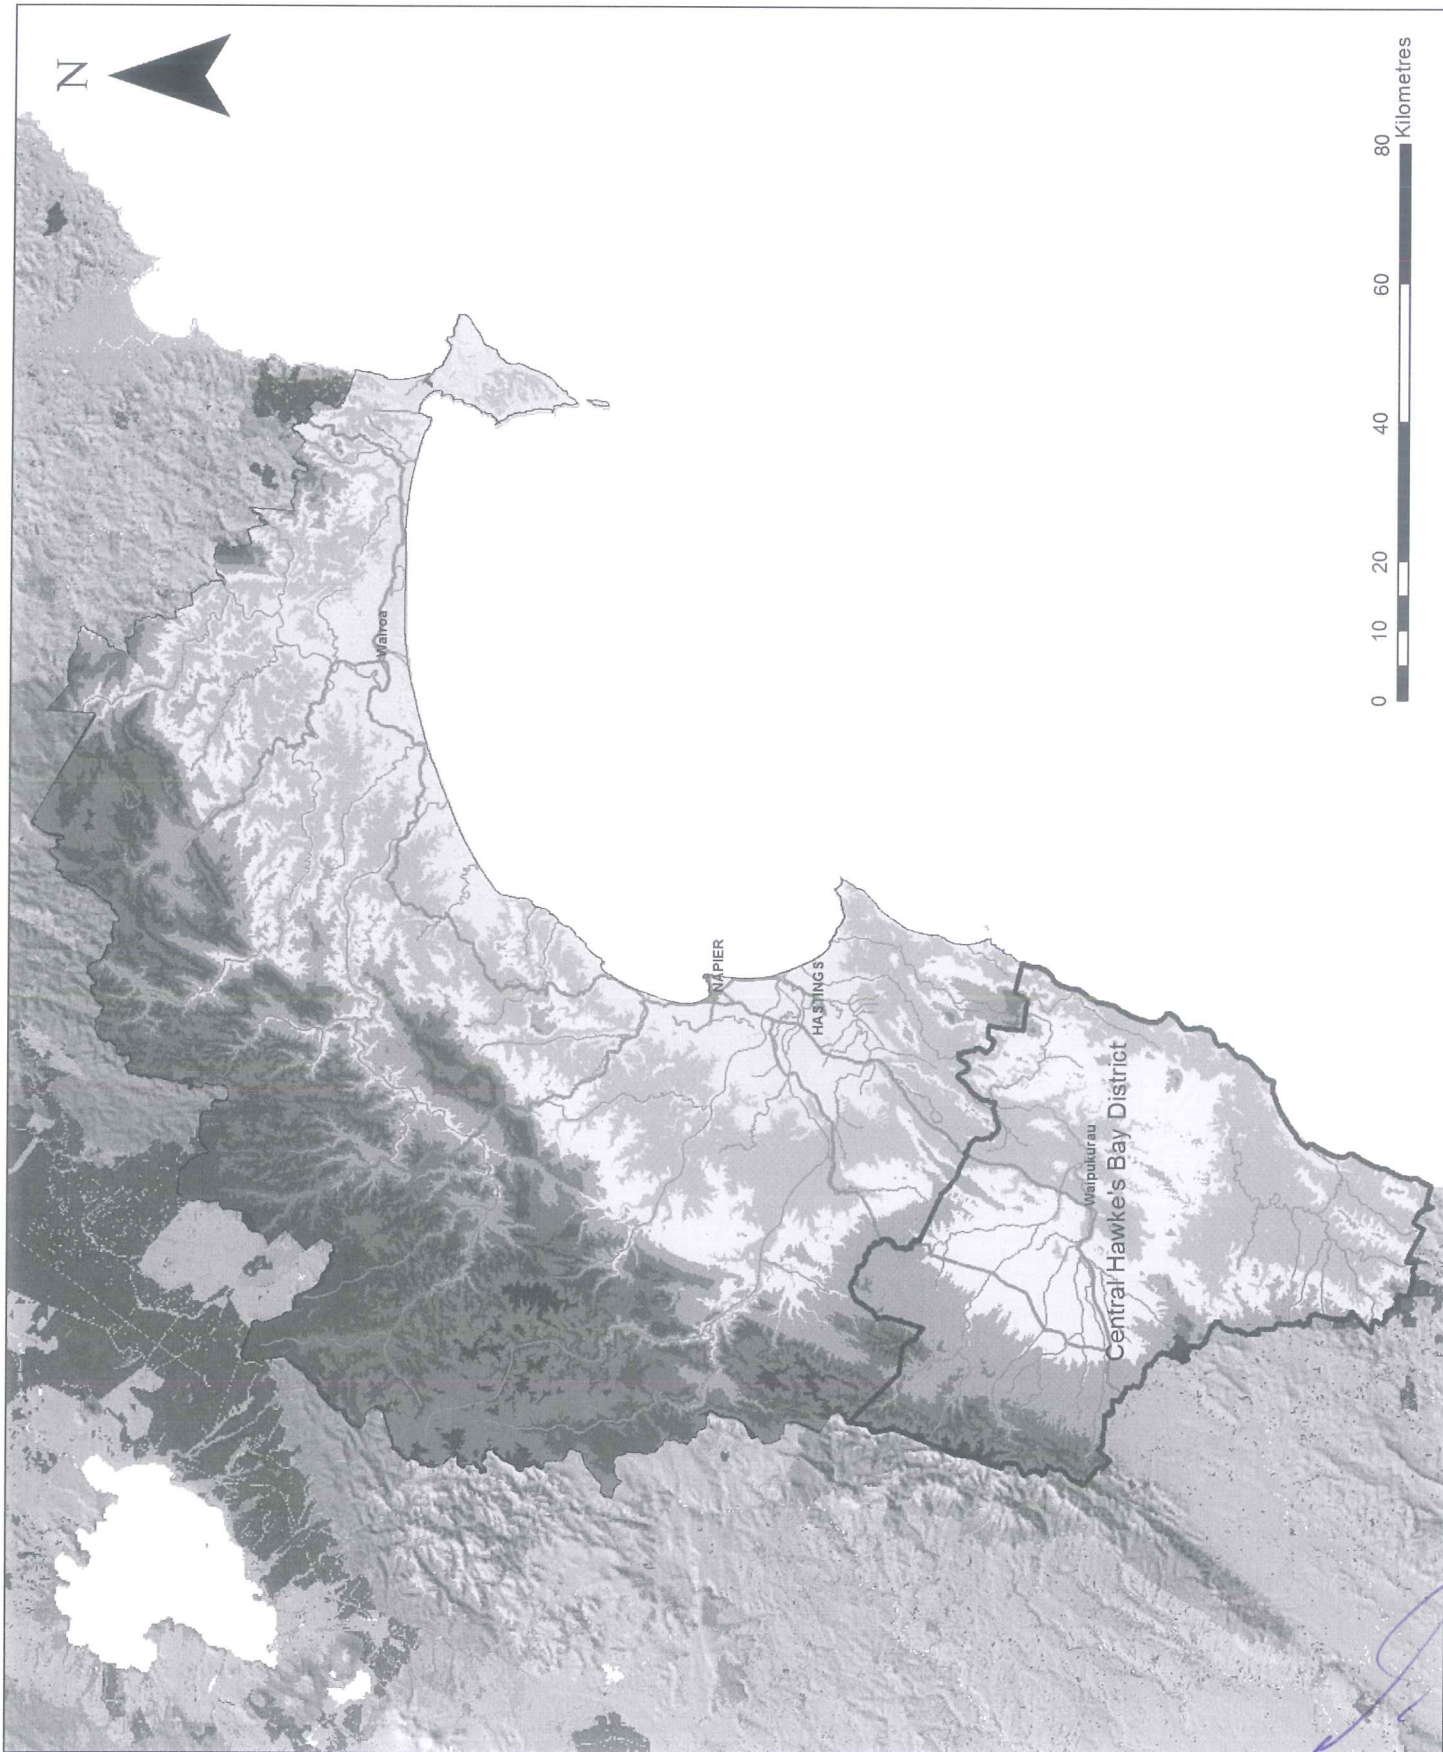 N
Wairoa
NAPIER
HASTINGS
Waipukurau
Central Hawke's Bay District
0 10 20 40 60 80
Kilometres